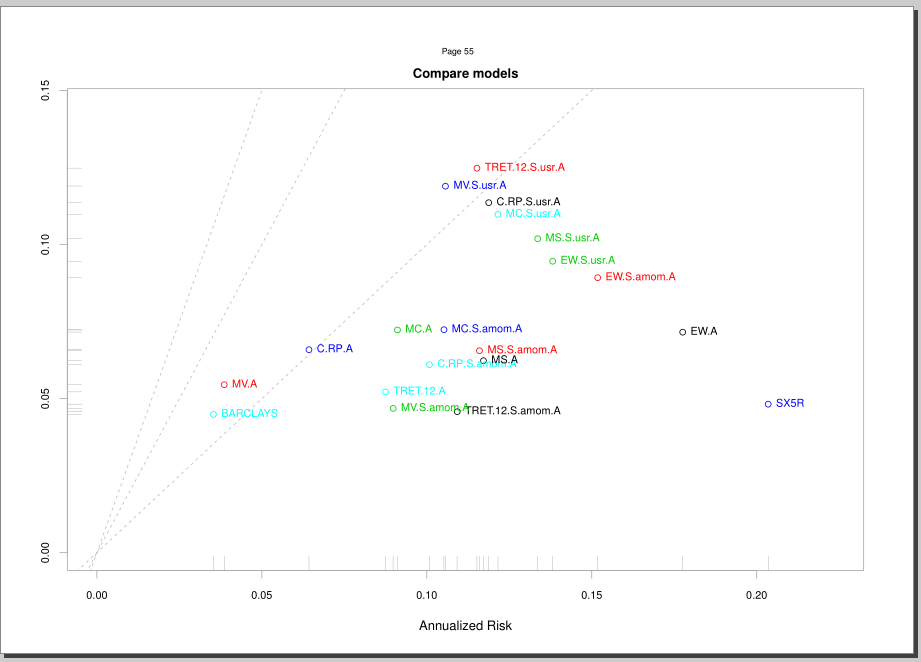 Page 55
Compare models
0.15
0.10
0.05
0.00
TRET.12.S.usr.A
MV.S.usr.A
C.RP.S.usr.A
MC.S.usr.A
MS.S.usr.A
EW.S.usr.A
EW.S.amom.A
MC.A
MC.S.amom.A
EW.A
C.RP.A
MS.S.amom.A
MS.A
C.RP.S.amom.A
MV.A
TRET.12.A
SX5R
MV.S.amom.A
TRET.12.S.amom.A
BARCLAYS
0.00 0.05 0.10 0.15 0.20
Annualized Risk